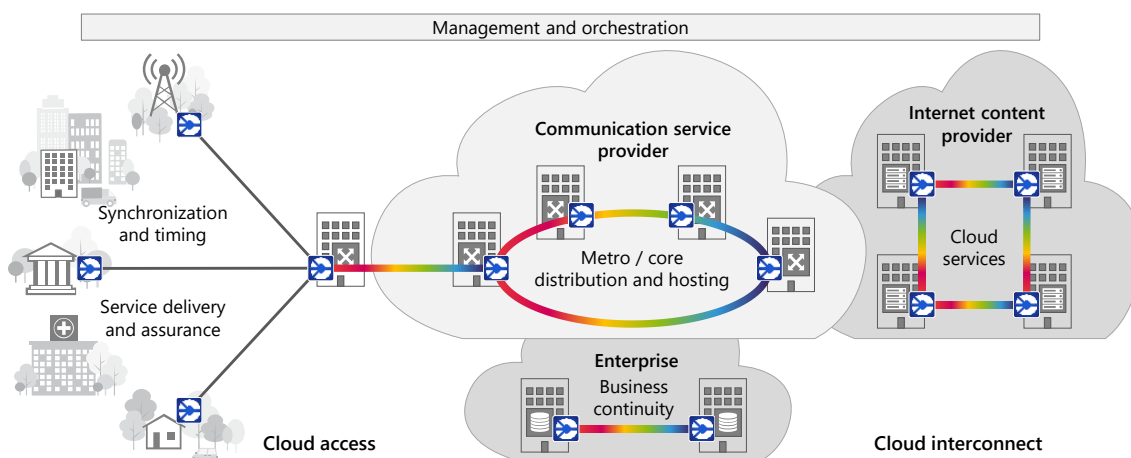 Management and orchestration
Communication service
provider
Internet content
provider
Synchronization
and timing
Metro / core
distribution and hosting
Cloud
services
Service delivery
and assurance
Enterprise
Business
continuity
Cloud access
Cloud interconnect